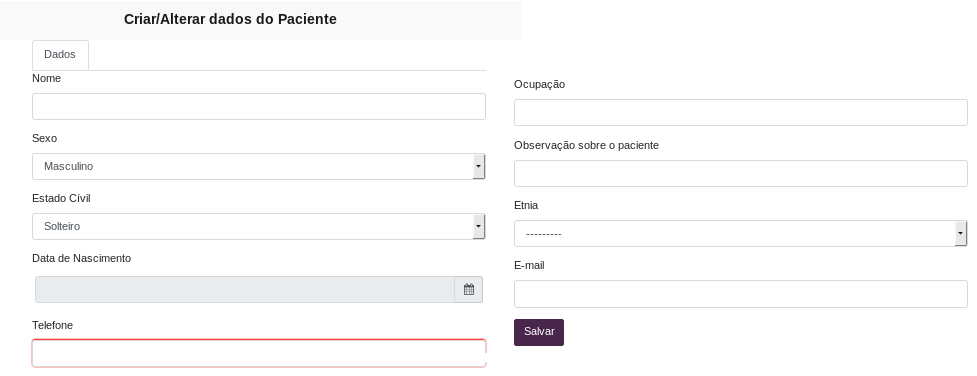 Criar/Alterar dados do Paciente
Dados
Nome
Sexo
Masculino
Estado Cívil
Solteiro
Data de Nascimento
Telefone
Ocupação
Observação sobre o paciente
Etnia
---------
E-mail
Salvar